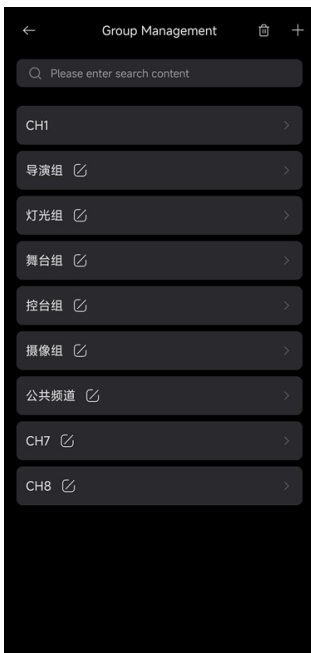 Group Management
Please enter search content
CH1
导演组
灯光组
舞台组
控台组
摄像组
公共频道
CH7
CH8